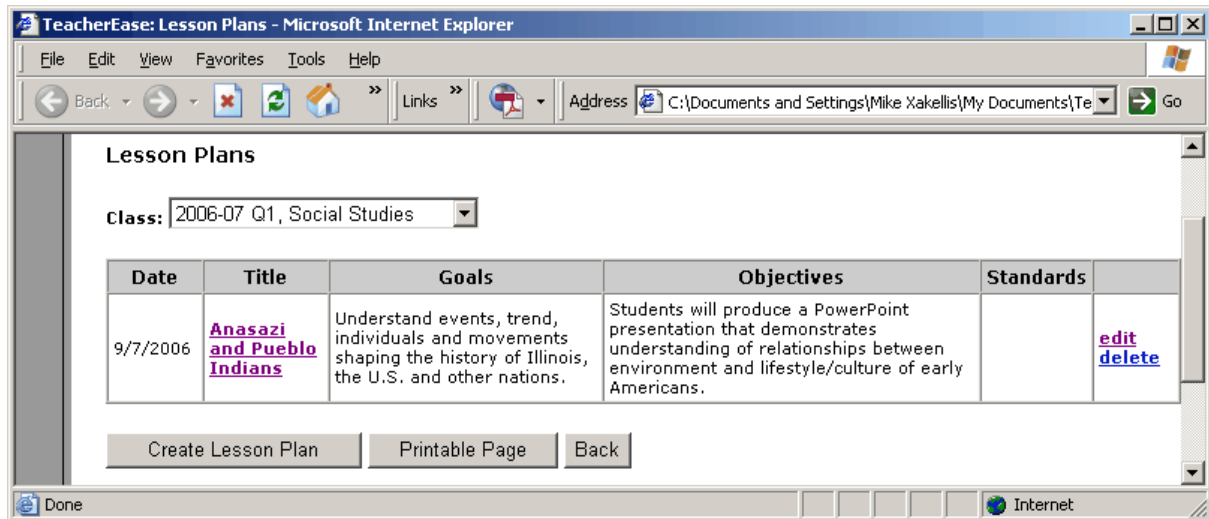 TeacherEase: Lesson Plans - Microsoft Internet Explorer
File Edit View Favorites Tools Help
Back Links Address C:\Documents and Settings\Mike Xakellis\My Documents\Te Go
Lesson Plans
Class: 2006-07 Q1, Social Studies
Date Title Goals Objectives Standards
9/7/2006
Anasazi
and Pueblo
Indians
Understand events, trend,
individuals and movements
shaping the history of Illinois,
the U.S. and other nations.
Students will produce a PowerPoint
presentation that demonstrates
understanding of relationships between
environment and lifestyle/culture of early
Americans.
edit
delete
Create Lesson Plan Printable Page Back
Done Internet